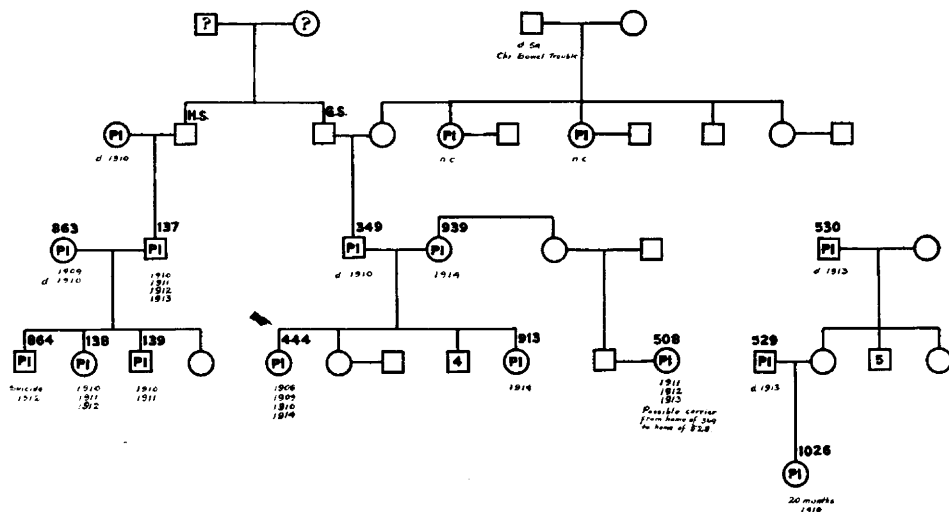 ?
?
d 54
Chr Bowel Trouble
H.S.
G.S.
Pl
d 1910
Pl
n c
Pl
n c
863
137
349
939
530
Pl
1909
d 1910
Pl
1910
1911
1912
1913
Pl
d 1910
Pl
1914
Pl
d 1913
864
138
139
444
913
508
529
Pl
Suicide
1912
Pl
1910
1911
1912
Pl
1910
1911
Pl
1906
1909
1910
1914
4
Pl
1914
Pl
1911
1912
1913
Possible carrier
from home of 349
to home of 528
Pl
d 1913
5
1026
Pl
20 months